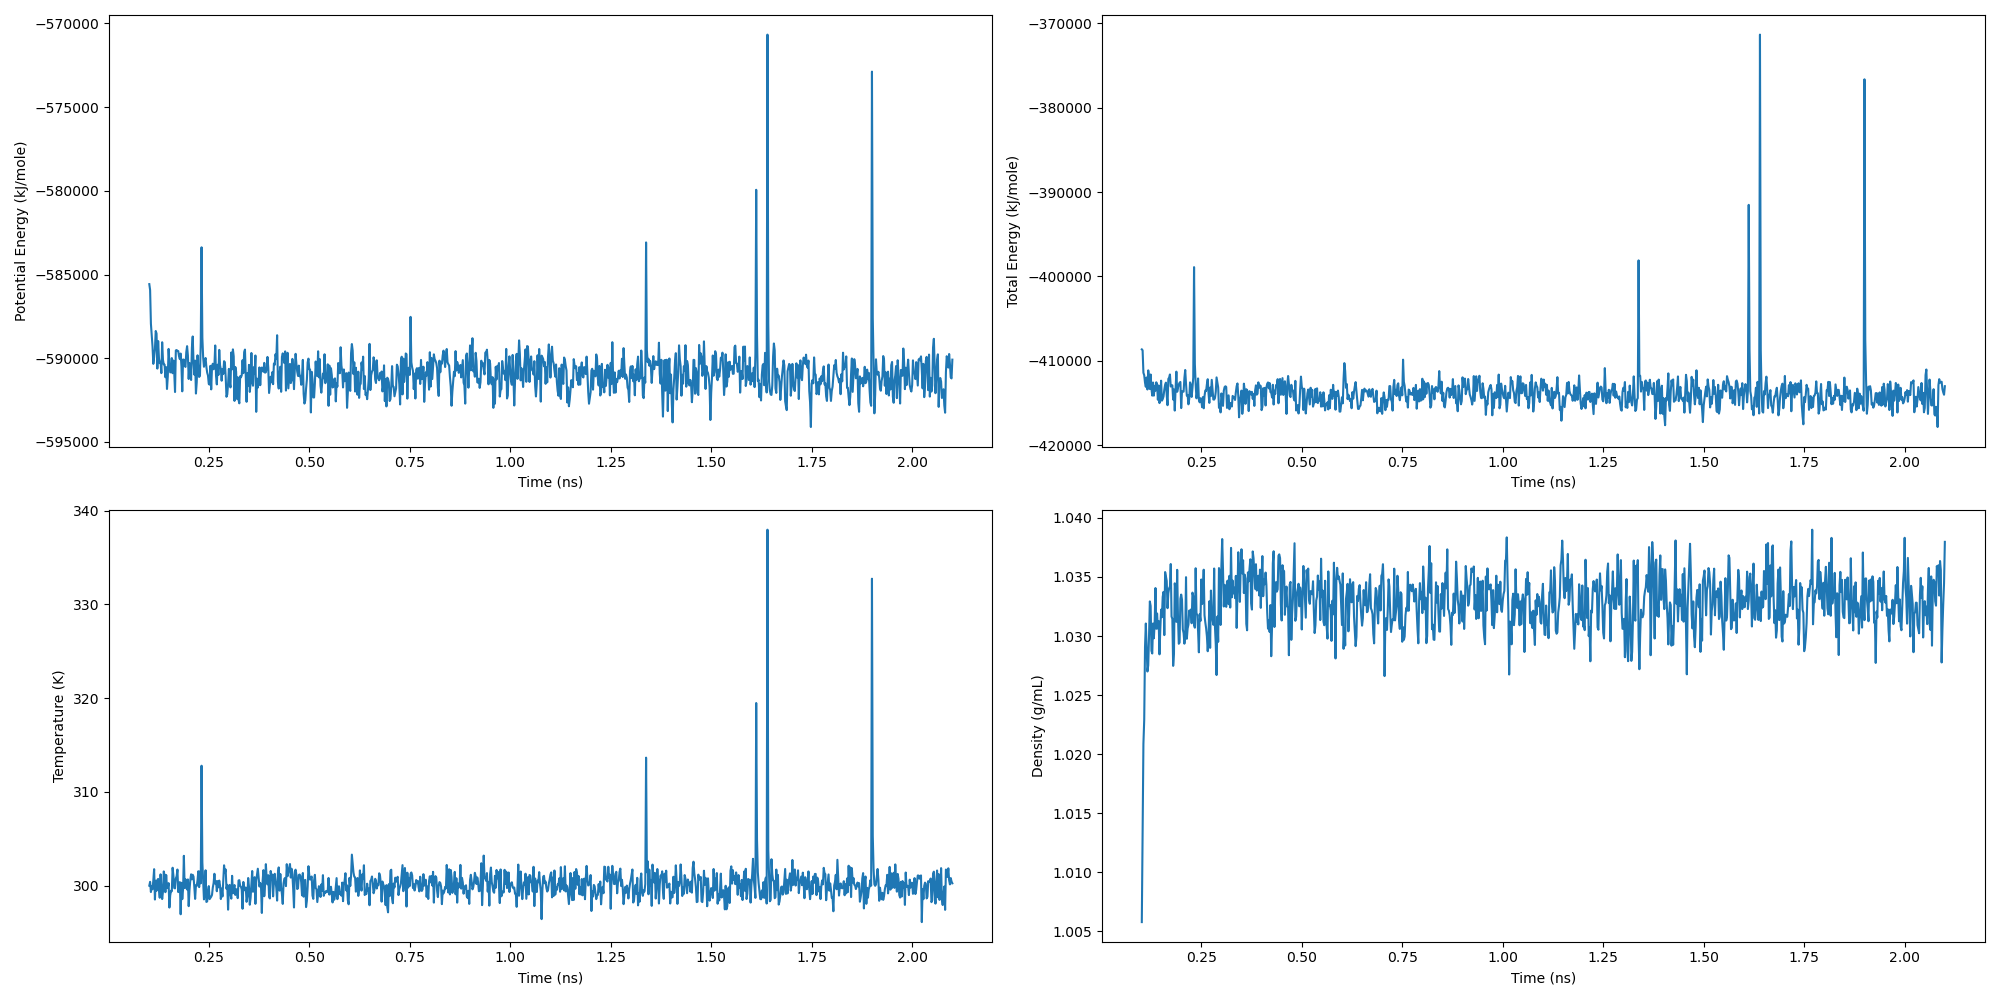 −570000
−575000
−580000
−585000
−590000
−595000
Potential Energy (kJ/mole)
0.25 0.50 0.75 1.00 1.25 1.50 1.75 2.00
Time (ns)
−370000
−380000
−390000
−400000
−410000
−420000
Total Energy (kJ/mole)
0.25 0.50 0.75 1.00 1.25 1.50 1.75 2.00
Time (ns)
340
330
320
310
300
Temperature (K)
0.25 0.50 0.75 1.00 1.25 1.50 1.75 2.00
Time (ns)
1.040
1.035
1.030
1.025
1.020
1.015
1.010
1.005
Density (g/mL)
0.25 0.50 0.75 1.00 1.25 1.50 1.75 2.00
Time (ns)